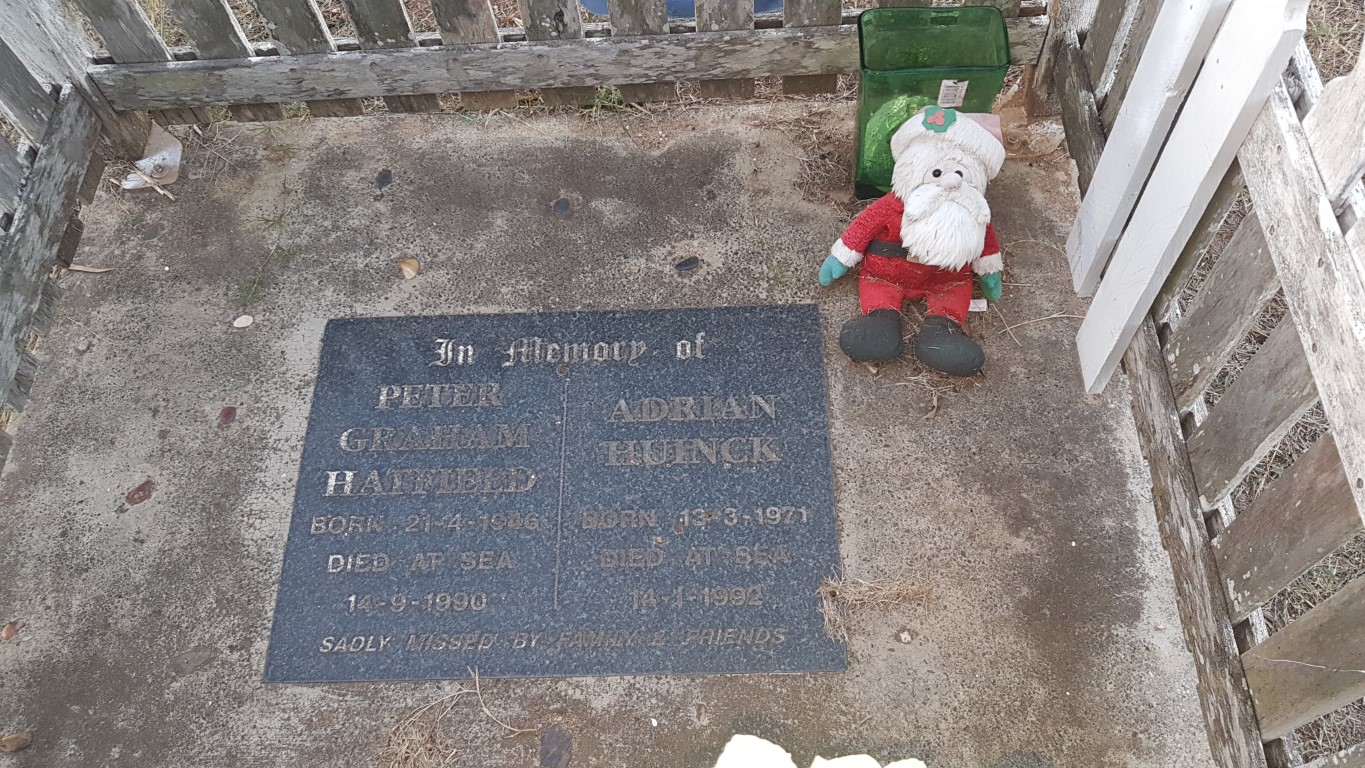 In Memory of
PETER
GRAHAM
HATFIELD
BORN 21-4-1946
DIED AT SEA
14-9-1990
ADRIAN
HUINCK
BORN 13-3-1971
DIED AT SEA
14-1-1992
SADLY MISSED BY FAMILY & FRIENDS